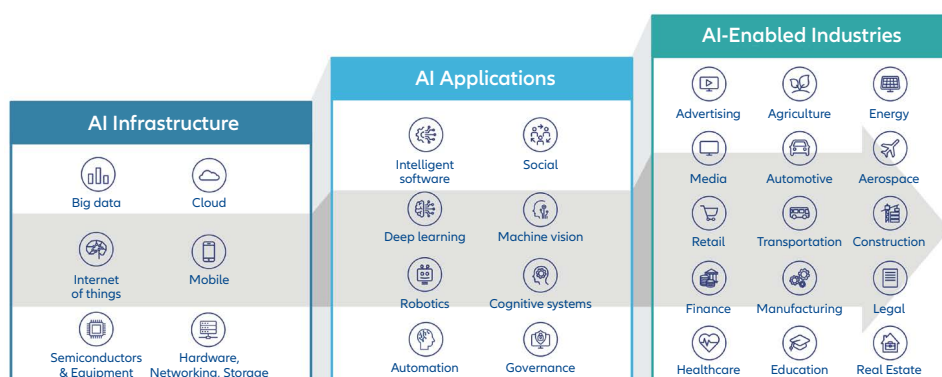 AI Infrastructure
Big data
Cloud
Internet
of things
Mobile
Semiconductors
& Equipment
Hardware,
Networking, Storage
AI Applications
Intelligent
software
Social
Deep learning
Machine vision
Robotics
Cognitive systems
Automation
Governance
AI-Enabled Industries
Advertising
Agriculture
Energy
Media
Automotive
Aerospace
Retail
Transportation
Construction
Finance
Manufacturing
Legal
Healthcare
Education
Real Estate